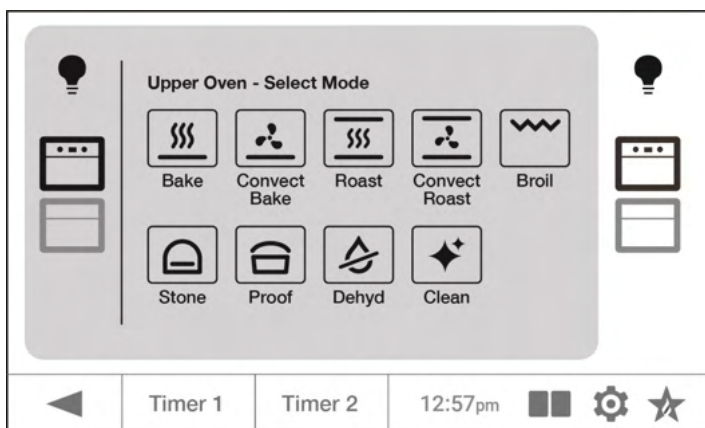 Upper Oven - Select Mode
Bake
Convect
Bake
Roast
Convect
Roast
Broil
Stone
Proof
Dehyd
Clean
Timer 1
Timer 2
12:57pm